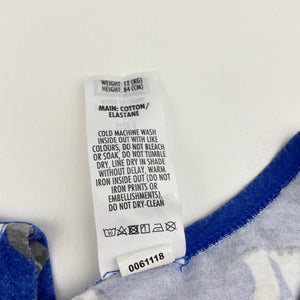 WEIGHT: 12 (KG)
HEIGHT: 84 (CM)
MAIN: COTTON/
ELASTANE
COLD MACHINE WASH
INSIDE OUT WITH LIKE
COLOURS, DO NOT BLEACH
OR SOAK, DO NOT TUMBLE
DRY, LINE DRY IN SHADE
WITHOUT DELAY, WARM
IRON INSIDE OUT (DO NOT
IRON PRINTS OR
EMBELLISHMENTS),
DO NOT DRY-CLEAN
0061118